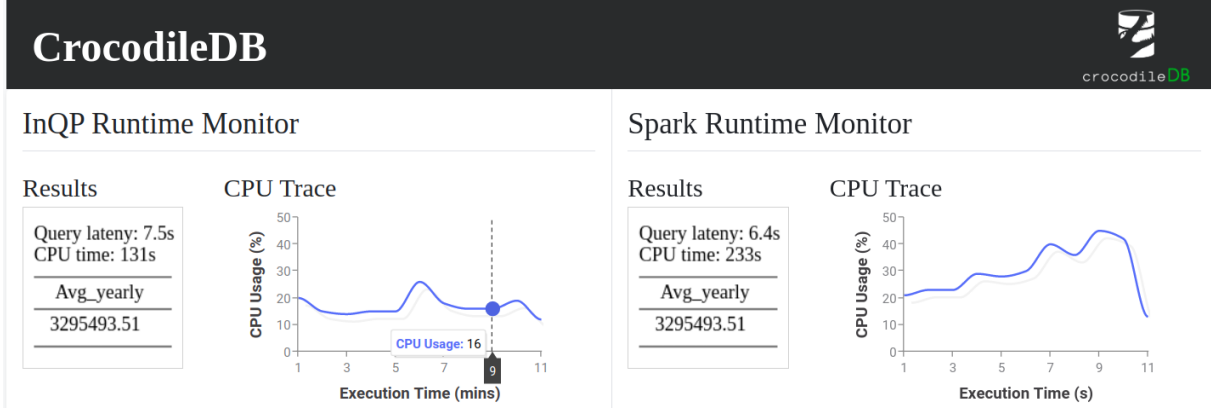 CrocodileDB
crocodileDB
InQP Runtime Monitor
Results
Query lateny: 7.5s
CPU time: 131s
Avg_yearly
3295493.51
CPU Trace
CPU Usage (%)
50
40
30
20
10
0
CPU Usage: 16
1
3
5
7
9
11
Execution Time (mins)
Spark Runtime Monitor
Results
Query lateny: 6.4s
CPU time: 233s
Avg_yearly
3295493.51
CPU Trace
CPU Usage (%)
50
40
30
20
10
0
1
3
5
7
9
11
Execution Time (s)